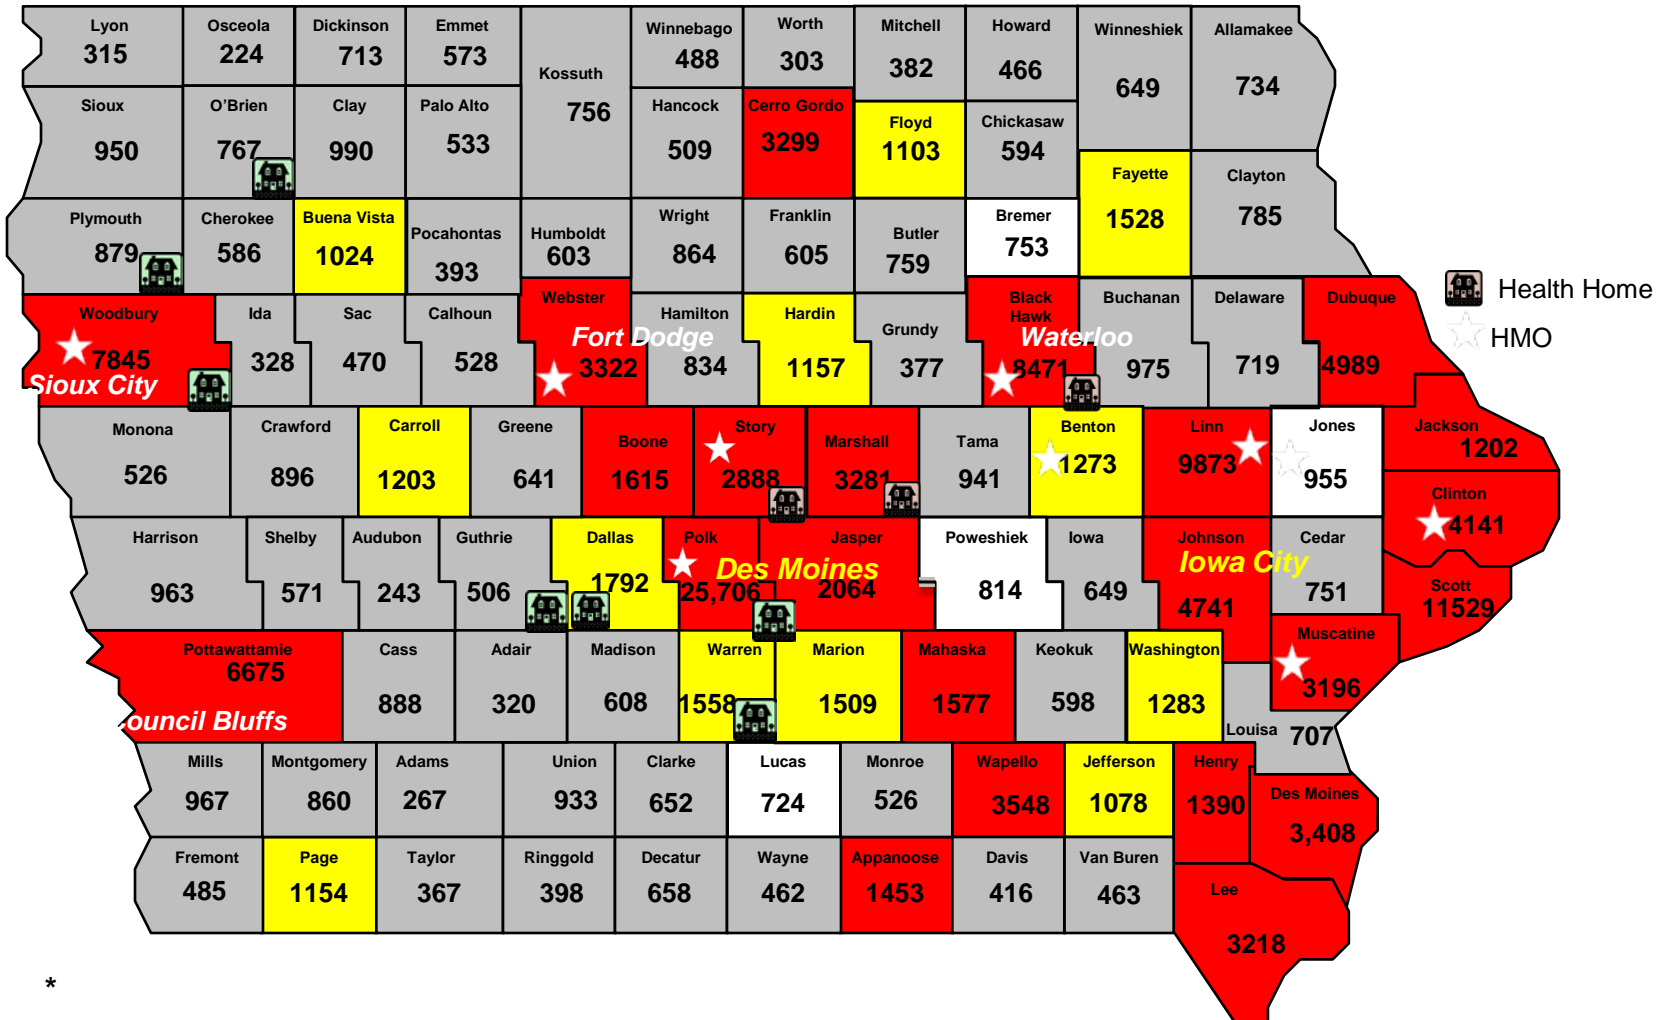 Lyon
315
Osceola
224
Dickinson
713
Emmet
573
Kossuth
756
Winnebago
488
Worth
303
Mitchell
382
Howard
466
Winneshiek
649
Allamakee
734
Sioux
950
O'Brien
767
Clay
990
Palo Alto
533
Hancock
509
Cerro Gordo
3299
Floyd
1103
Chickasaw
594
Fayette
1528
Clayton
785
Plymouth
879
Cherokee
586
Buena Vista
1024
Pocahontas
393
Humboldt
603
Wright
864
Franklin
605
Butler
759
Bremer
753
Woodbury
7845
Sioux City
Ida
328
Sac
470
Calhoun
528
Webster
Fort Dodge
3322
Hamilton
834
Hardin
1157
Grundy
377
Black
Hawk
Waterloo
8471
Buchanan
975
Delaware
719
Dubuque
4989
Health Home
HMO
Monona
526
Crawford
896
Carroll
1203
Greene
641
Boone
1615
Story
2888
Marshall
3281
Tama
941
Benton
1273
Linn
9873
Jones
955
Jackson
1202
Clinton
4141
Harrison
963
Shelby
571
Audubon
243
Guthrie
506
Dallas
1792
Polk
25,706
Des Moines
Jasper
2064
Poweshiek
814
Iowa
649
Johnson
Iowa City
4741
Cedar
751
Scott
11529
Muscatine
3196
Pottawattamie
6675
ouncil Bluffs
Cass
888
Adair
320
Madison
608
Warren
1558
Marion
1509
Mahaska
1577
Keokuk
598
Washington
1283
Louisa
707
Mills
967
Montgomery
860
Adams
267
Union
933
Clarke
652
Lucas
724
Monroe
526
Wapello
3548
Jefferson
1078
Henry
1390
Des Moines
3,408
Fremont
485
Page
1154
Taylor
367
Ringgold
398
Decatur
658
Wayne
462
Appanoose
1453
Davis
416
Van Buren
463
Lee
3218
*